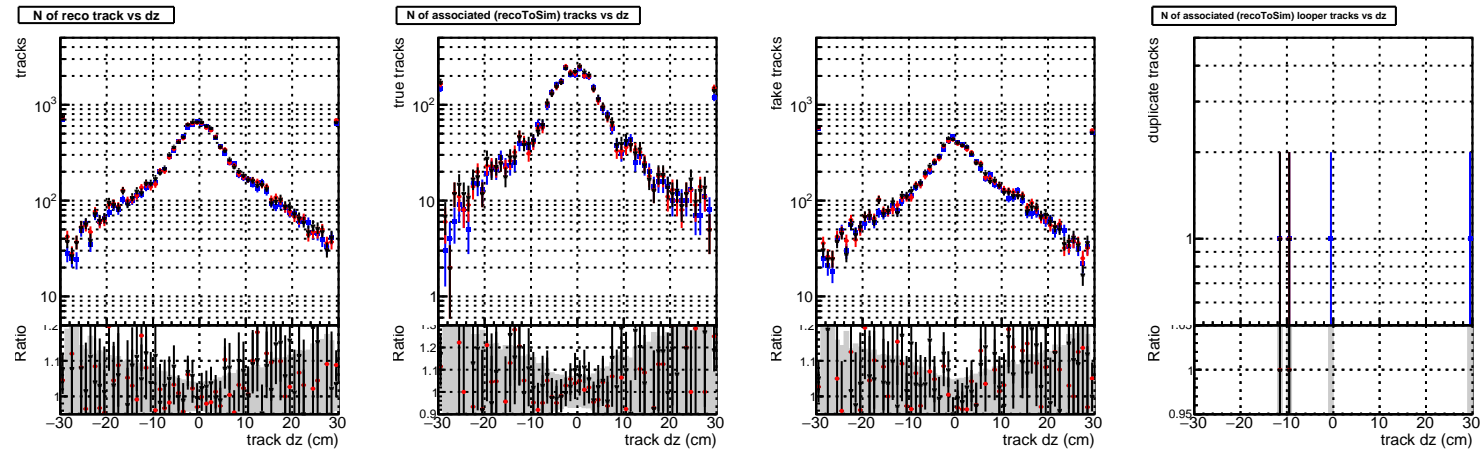 N of reco track vs dz
tracks
10³
10²
10
Ratio
1.2
1.1
1
−30 −20 −10 0 10 20 30
track dz (cm)
N of associated (recoToSim) tracks vs dz
true tracks
10²
10
1
Ratio
1.3
1.2
1.1
1
0.9
−30 −20 −10 0 10 20 30
track dz (cm)
fake tracks
10³
10²
10
Ratio
1.2
1.1
1
−30 −20 −10 0 10 20 30
track dz (cm)
N of associated (recoToSim) looper tracks vs dz
duplicate tracks
1
Ratio
1.05
1
0.95
−30 −20 −10 0 10 20 30
track dz (cm)